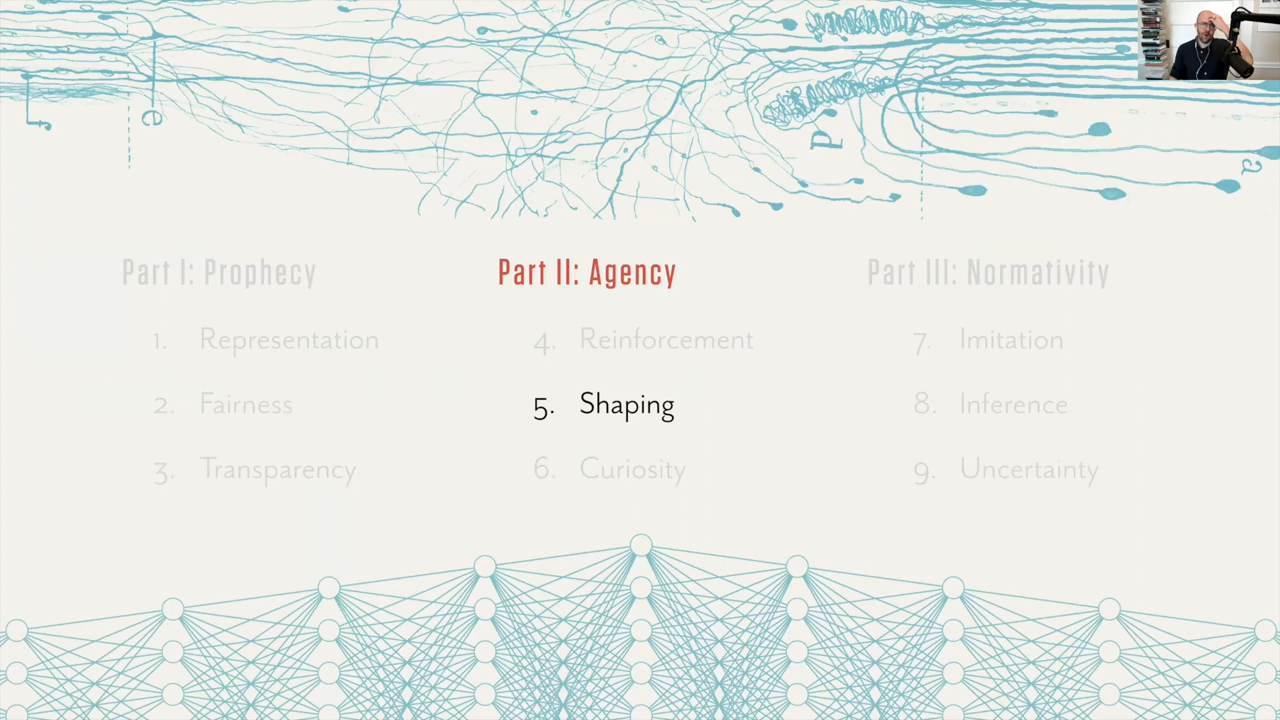 f
e
d
a
Part I: Prophecy
1. Representation
2. Fairness
3. Transparency
Part II: Agency
4. Reinforcement
5. Shaping
6. Curiosity
Part III: Normativity
7. Imitation
8. Inference
9. Uncertainty